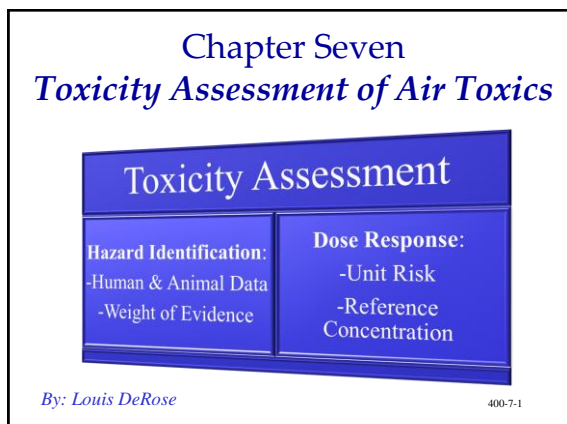 Chapter Seven
Toxicity Assessment of Air Toxics
Toxicity Assessment
Hazard Identification:
-Human & Animal Data
-Weight of Evidence
Dose Response:
-Unit Risk
-Reference
Concentration
By: Louis DeRose
400-7-1